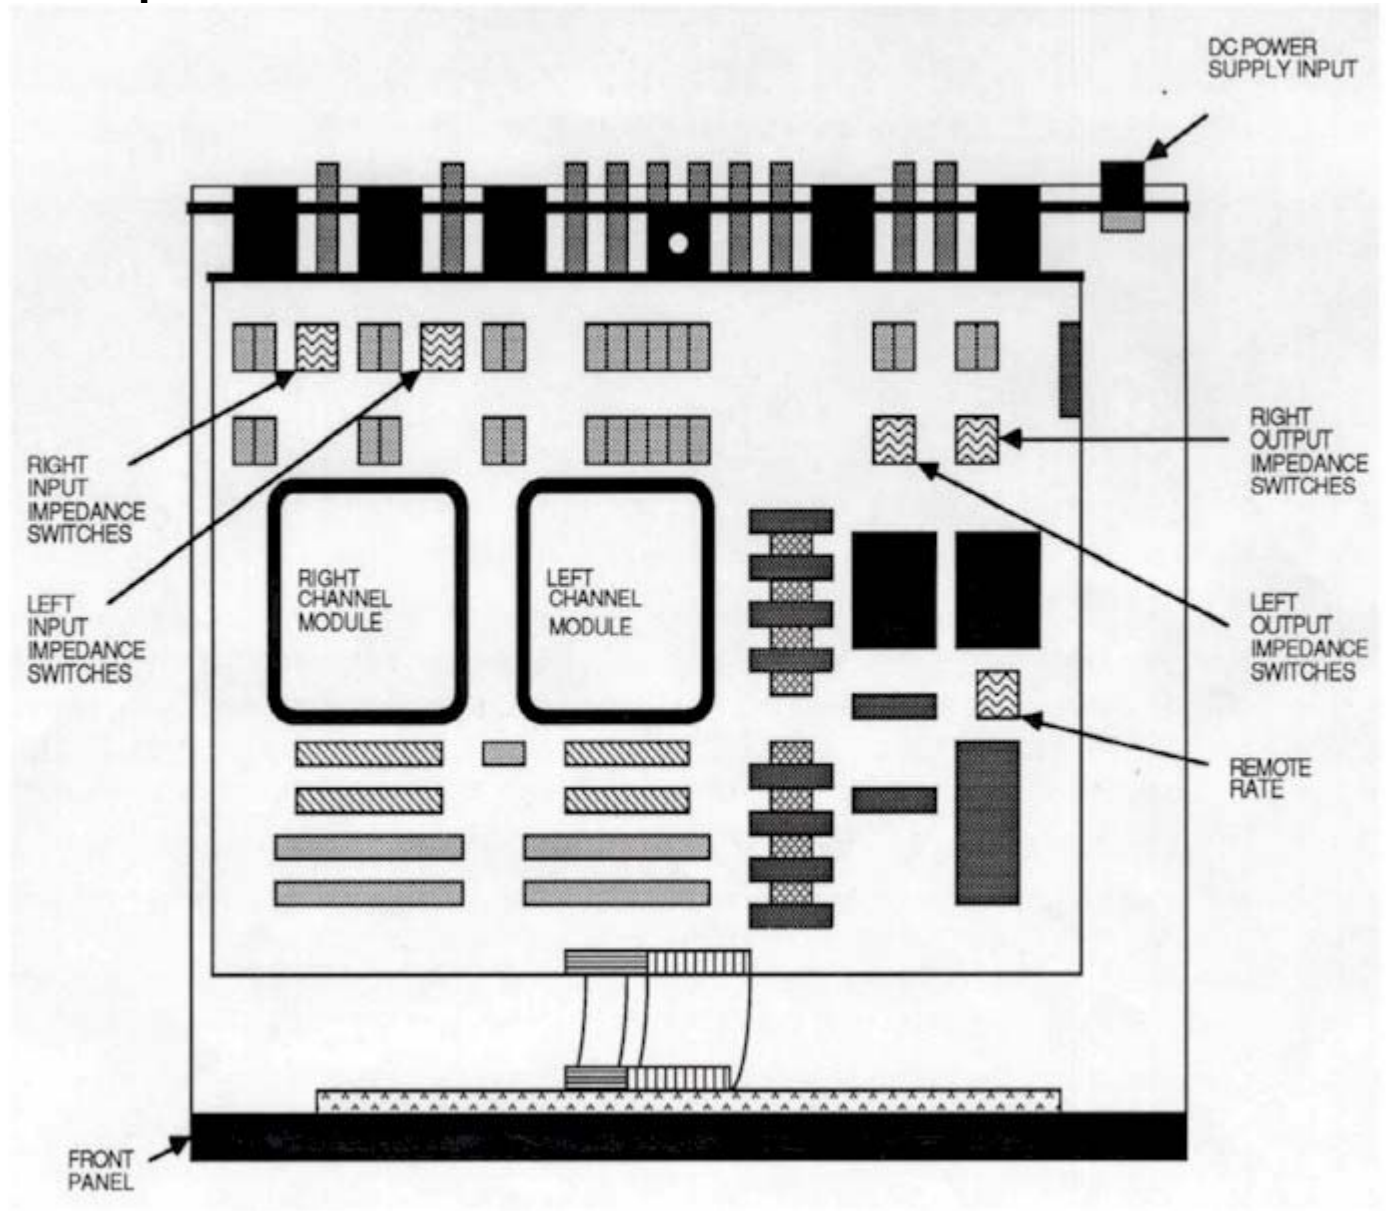 DC POWER
SUPPLY INPUT
RIGHT
INPUT
IMPEDANCE
SWITCHES
LEFT
INPUT
IMPEDANCE
SWITCHES
RIGHT
CHANNEL
MODULE
LEFT
CHANNEL
MODULE
RIGHT
OUTPUT
IMPEDANCE
SWITCHES
LEFT
OUTPUT
IMPEDANCE
SWITCHES
REMOTE
RATE
FRONT
PANEL